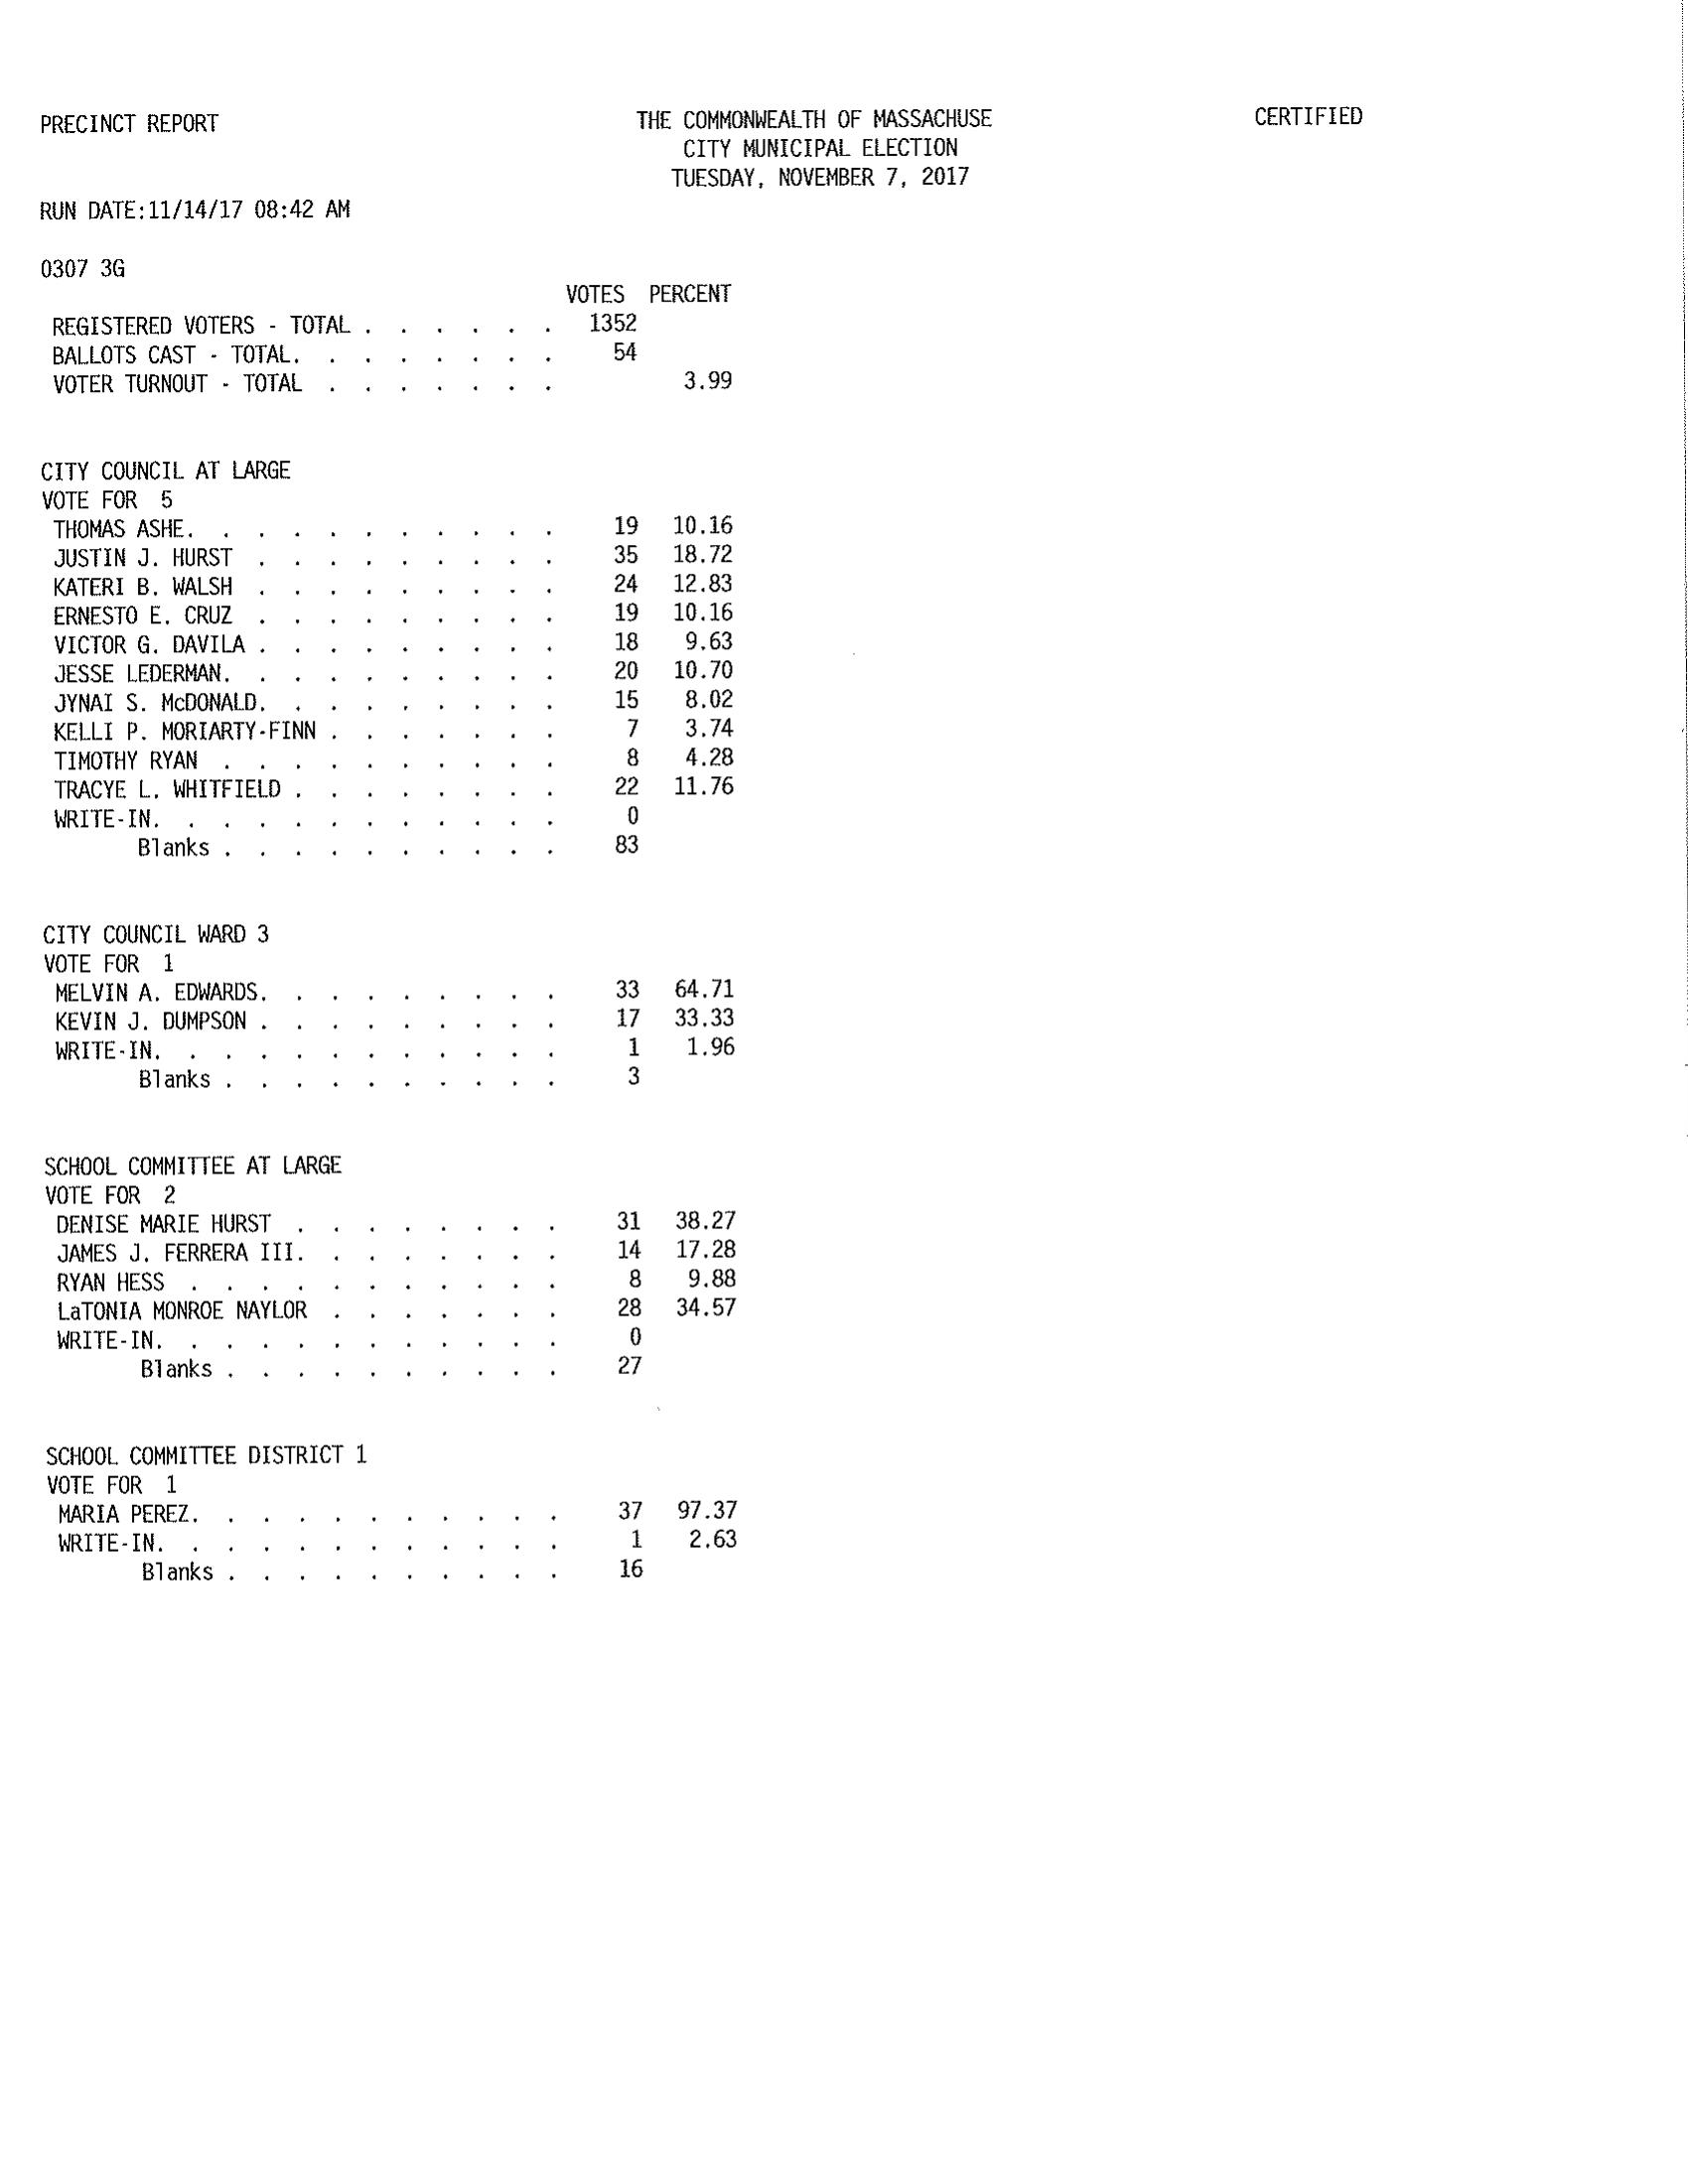 PRECINCT REPORT THE COMMONWEALTH OF MASSACHUSE CERTIFIED
CITY MUNICIPAL ELECTION
TUESDAY, NOVEMBER 7, 2017
RUN DATE:11/14/17 08:42 AM
0307 3G
VOTES PERCENT
REGISTERED VOTERS - TOTAL . . . . . . 1352
BALLOTS CAST - TOTAL. . . . . . . . 54
VOTER TURNOUT - TOTAL . . . . . . . 3.99
CITY COUNCIL AT LARGE
VOTE FOR 5
THOMAS ASHE. . . . . . . . . . . 19 10.16
JUSTIN J. HURST . . . . . . . . . 35 18.72
KATERI B. WALSH . . . . . . . . . 24 12.83
ERNESTO E. CRUZ . . . . . . . . . 19 10.16
VICTOR G. DAVILA . . . . . . . . . 18 9.63
JESSE LEDERMAN. . . . . . . . . . 20 10.70
JYNAI S. McDONALD. . . . . . . . . 15 8.02
KELLI P. MORIARTY-FINN . . . . . . . 7 3.74
TIMOTHY RYAN . . . . . . . . . . 8 4.28
TRACYE L. WHITFIELD . . . . . . . . 22 11.76
WRITE-IN. . . . . . . . . . . . 0
Blanks . . . . . . . . . . 83
CITY COUNCIL WARD 3
VOTE FOR 1
MELVIN A. EDWARDS. . . . . . . . . 33 64.71
KEVIN J. DUMPSON . . . . . . . . . 17 33.33
WRITE-IN. . . . . . . . . . . . 1 1.96
Blanks . . . . . . . . . . 3
SCHOOL COMMITTEE AT LARGE
VOTE FOR 2
DENISE MARIE HURST . . . . . . . . 31 38.27
JAMES J. FERRERA III. . . . . . . . 14 17.28
RYAN HESS . . . . . . . . . . . 8 9.88
LaTONIA MONROE NAYLOR . . . . . . . 28 34.57
WRITE-IN. . . . . . . . . . . . 0
Blanks . . . . . . . . . . 27
SCHOOL COMMITTEE DISTRICT 1
VOTE FOR 1
MARIA PEREZ. . . . . . . . . . . 37 97.37
WRITE-IN. . . . . . . . . . . . 1 2.63
Blanks . . . . . . . . . . 16